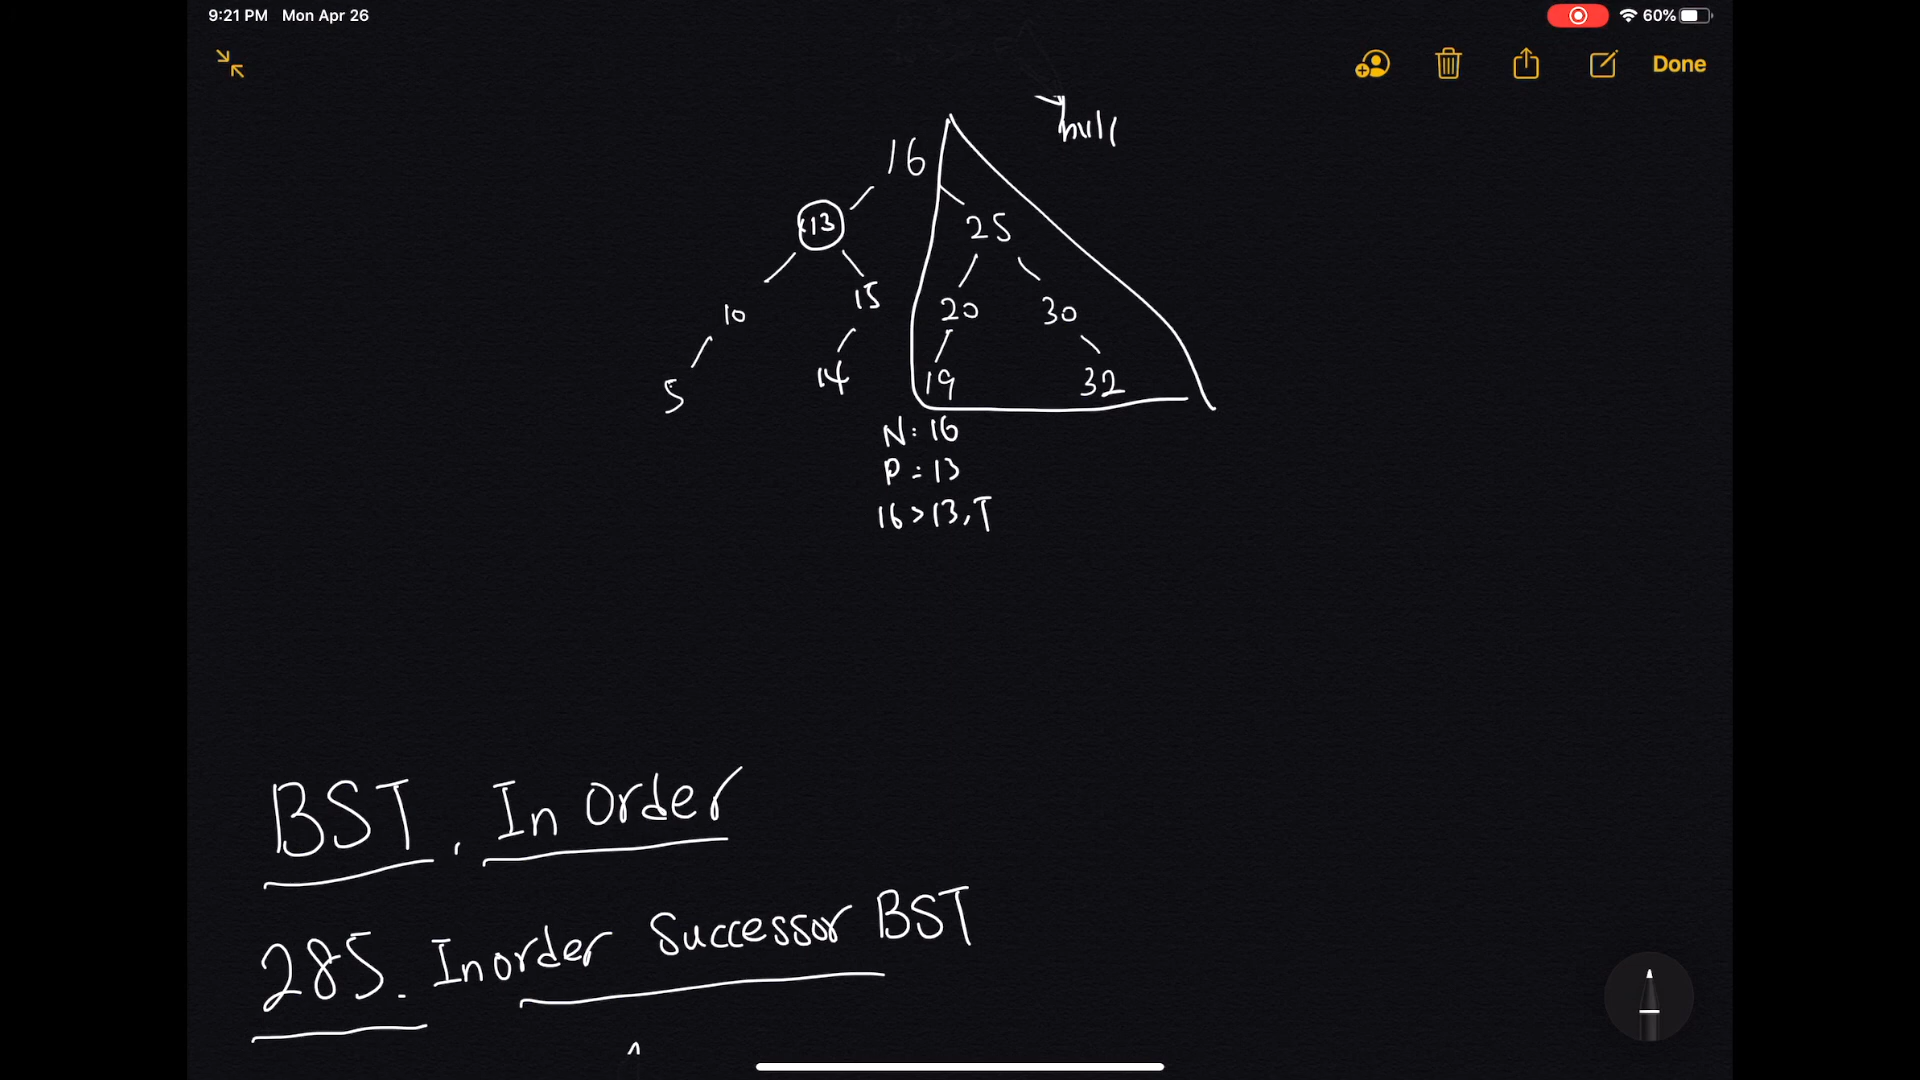 9:21 PM Mon Apr 26
60%
Done
null
16
13
25
10
15
20
30
5
14
19
32
N: 16
P: 13
16>13, T
BST, In Order
285. Inorder Successor BST